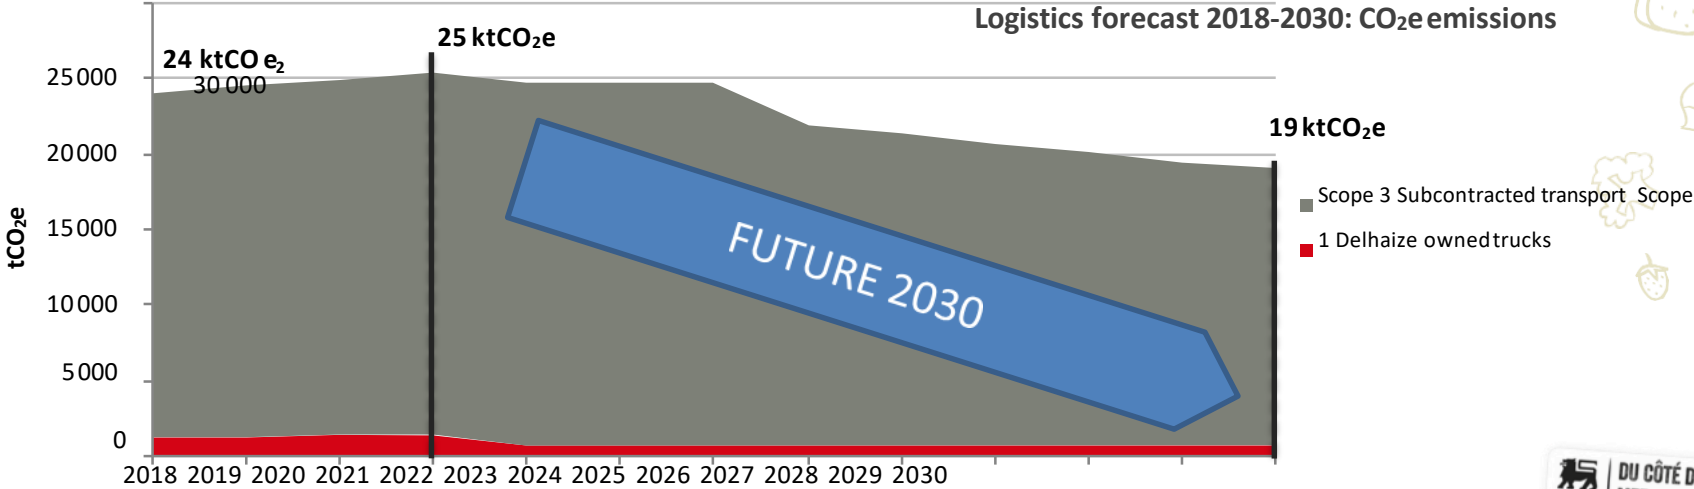 Logistics forecast 2018-2030: CO₂e emissions
25 ktCO₂e
24 ktCO e₂
30 000
25 000
20 000
15 000
10 000
5 000
0
tCO₂e
19 ktCO₂e
Scope 3 Subcontracted transport Scope
1 Delhaize owned trucks
FUTURE 2030
2018 2019 2020 2021 2022 2023 2024 2025 2026 2027 2028 2029 2030
DU CÔTÉ D